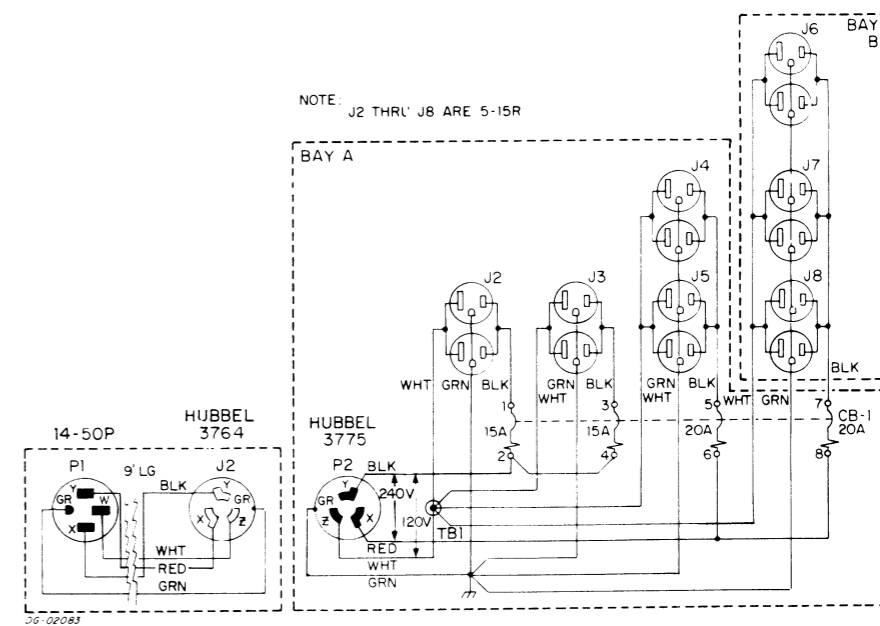 BAY
B
J6
NOTE:
J2 THRU J8 ARE 5-15R
BAY A
J4
J7
J2
J3
J5
J8
WHT GRN BLK
GRN BLK
WHT
GRN BLK
WHT
BLK
WHT GRN
1
15A
2
3
15A
4
5
20A
6
7
CB-1
20A
8
14-50P
HUBBEL
3764
HUBBEL
3775
P1
9' LG
J2
P2
BLK
Y
GR
W
X
BLK
Y
GR
X
Z
Y
GR
Z
X
240V
120V
TB1
WHT
RED
GRN
RED
WHT
GRN
DG-02083